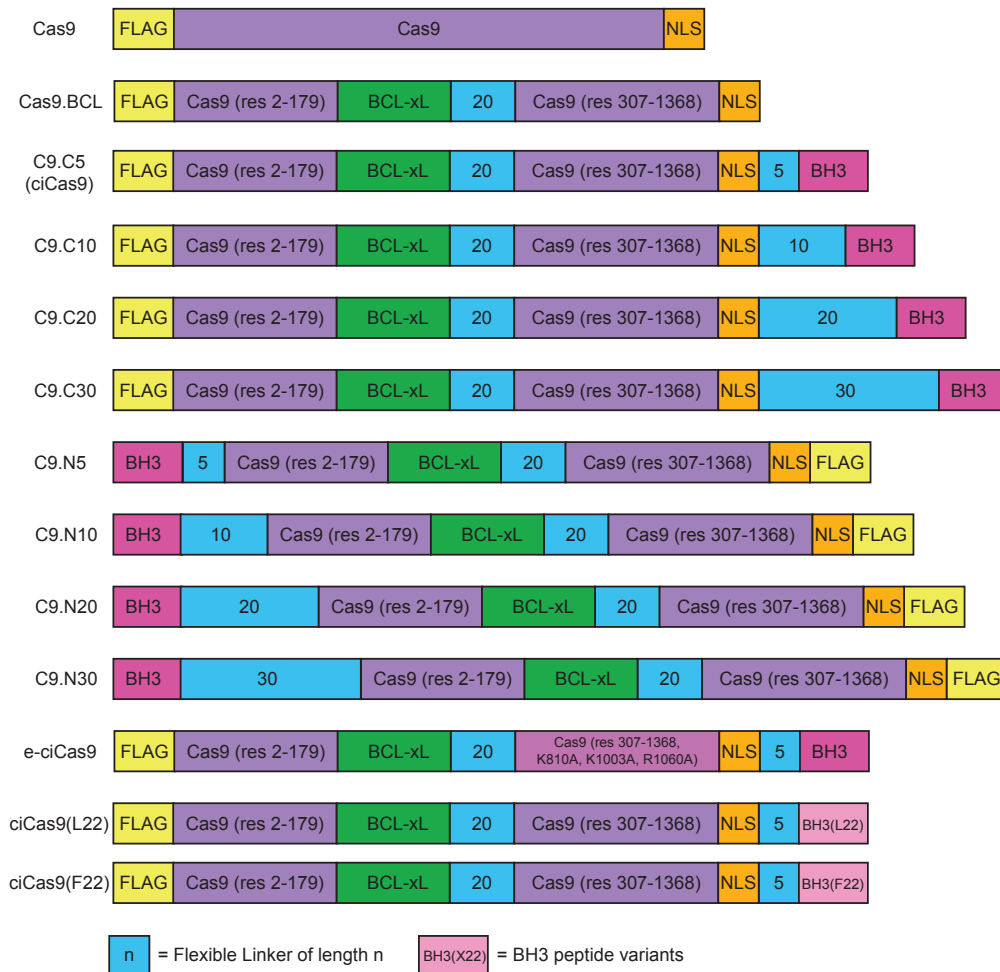 Cas9 FLAG Cas9 NLS
Cas9.BCL FLAG Cas9 (res 2-179) BCL-xL 20 Cas9 (res 307-1368) NLS
C9.C5
(ciCas9) FLAG Cas9 (res 2-179) BCL-xL 20 Cas9 (res 307-1368) NLS 5 BH3
C9.C10 FLAG Cas9 (res 2-179) BCL-xL 20 Cas9 (res 307-1368) NLS 10 BH3
C9.C20 FLAG Cas9 (res 2-179) BCL-xL 20 Cas9 (res 307-1368) NLS 20 BH3
C9.C30 FLAG Cas9 (res 2-179) BCL-xL 20 Cas9 (res 307-1368) NLS 30 BH3
C9.N5 BH3 5 Cas9 (res 2-179) BCL-xL 20 Cas9 (res 307-1368) NLS FLAG
C9.N10 BH3 10 Cas9 (res 2-179) BCL-xL 20 Cas9 (res 307-1368) NLS FLAG
C9.N20 BH3 20 Cas9 (res 2-179) BCL-xL 20 Cas9 (res 307-1368) NLS FLAG
C9.N30 BH3 30 Cas9 (res 2-179) BCL-xL 20 Cas9 (res 307-1368) NLS FLAG
e-ciCas9 FLAG Cas9 (res 2-179) BCL-xL 20 Cas9 (res 307-1368,
K810A, K1003A, R1060A) NLS 5 BH3
ciCas9(L22) FLAG Cas9 (res 2-179) BCL-xL 20 Cas9 (res 307-1368) NLS 5 BH3(L22)
ciCas9(F22) FLAG Cas9 (res 2-179) BCL-xL 20 Cas9 (res 307-1368) NLS 5 BH3(F22)
n = Flexible Linker of length n BH3(X22) = BH3 peptide variants